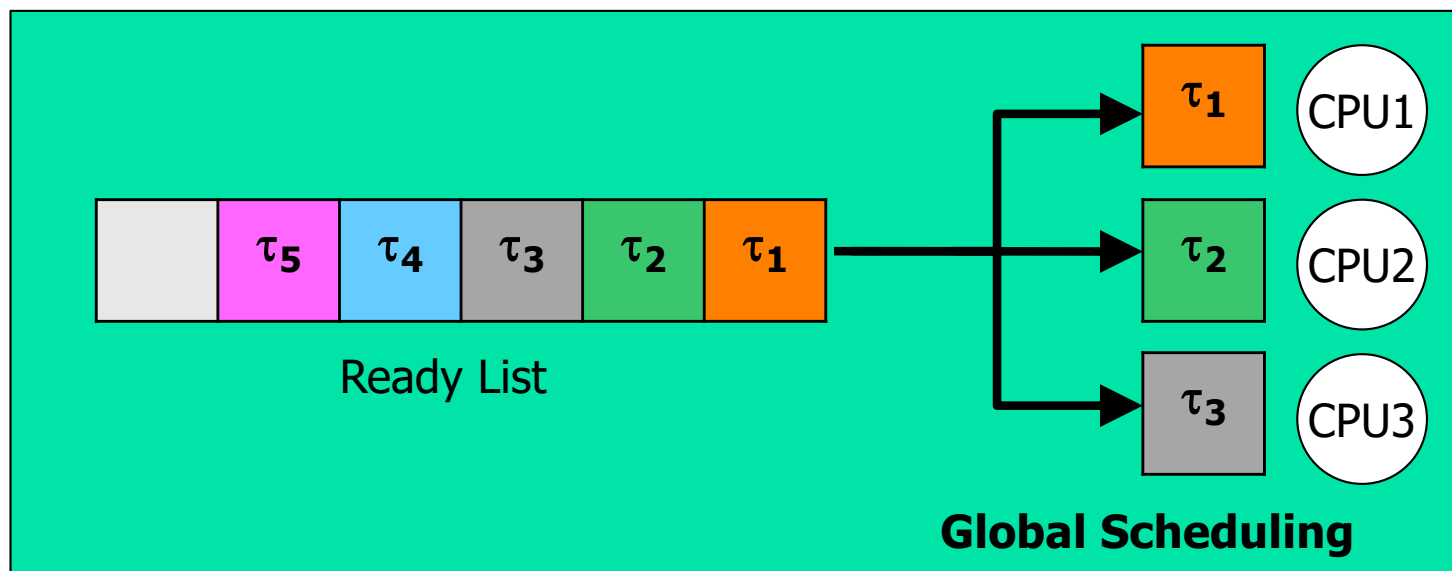 τ1
CPU1
τ5 τ4 τ3 τ2 τ1
τ2
CPU2
Ready List
τ3
CPU3
Global Scheduling